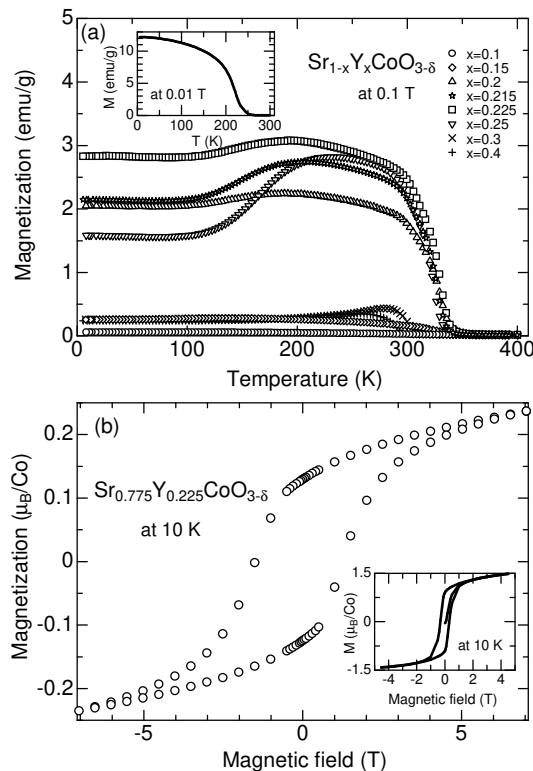 (a)
Sr1-xYxCoO3-δ
at 0.1 T
x=0.1
x=0.15
x=0.2
x=0.215
x=0.225
x=0.25
x=0.3
x=0.4
M (emu/g)
10
5
0
at 0.01 T
0 100 200 300
T (K)
Magnetization (emu/g)
5
4
3
2
1
0
0 100 200 300 400
Temperature (K)
(b)
Sr0.775Y0.225CoO3-δ
at 10 K
Magnetization (μB/Co)
0.2
0.1
0
-0.1
-0.2
-5 0 5
Magnetic field (T)
M (μB/Co)
1.5
0
-1.5
at 10 K
-4 -2 0 2 4
Magnetic field (T)